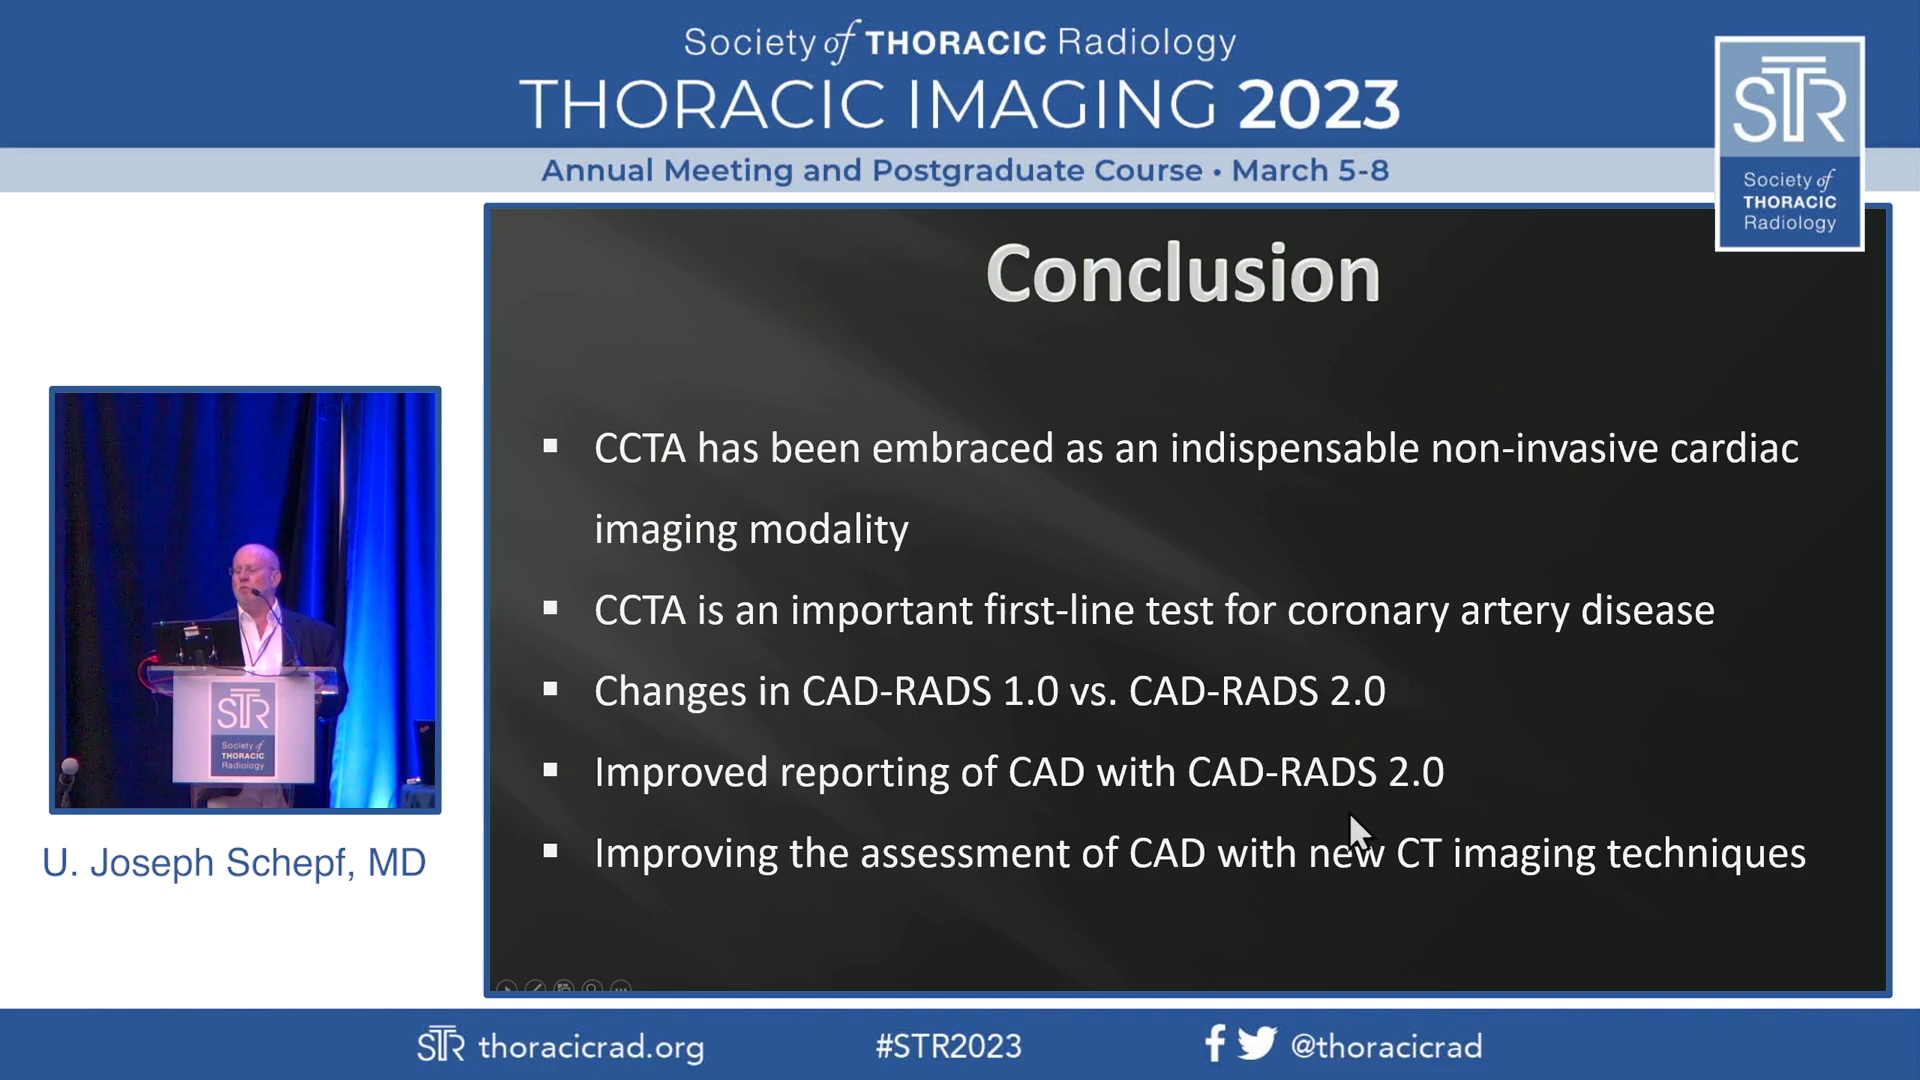 Society of THORACIC Radiology
THORACIC IMAGING 2023
Annual Meeting and Postgraduate Course • March 5-8
STR
Society of
THORACIC
Radiology
Conclusion
▪ CCTA has been embraced as an indispensable non-invasive cardiac
imaging modality
▪ CCTA is an important first-line test for coronary artery disease
▪ Changes in CAD-RADS 1.0 vs. CAD-RADS 2.0
▪ Improved reporting of CAD with CAD-RADS 2.0
▪ Improving the assessment of CAD with new CT imaging techniques
STR
Society of
THORACIC
Radiology
U. Joseph Schepf, MD
STR thoracicrad.org
#STR2023
@thoracicrad